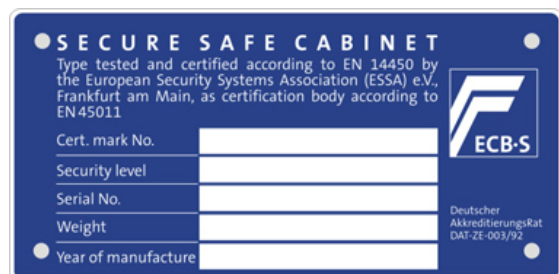 SECURE SAFE CABINET
Type tested and certified according to EN 14450 by
the European Security Systems Association (ESSA) e.V.,
Frankfurt am Main, as certification body according to
EN 45011
Cert. mark No.
Security level
Serial No.
Weight
Year of manufacture
ECB·S
Deutscher
AkkreditierungsRat
DAT-ZE-003/92